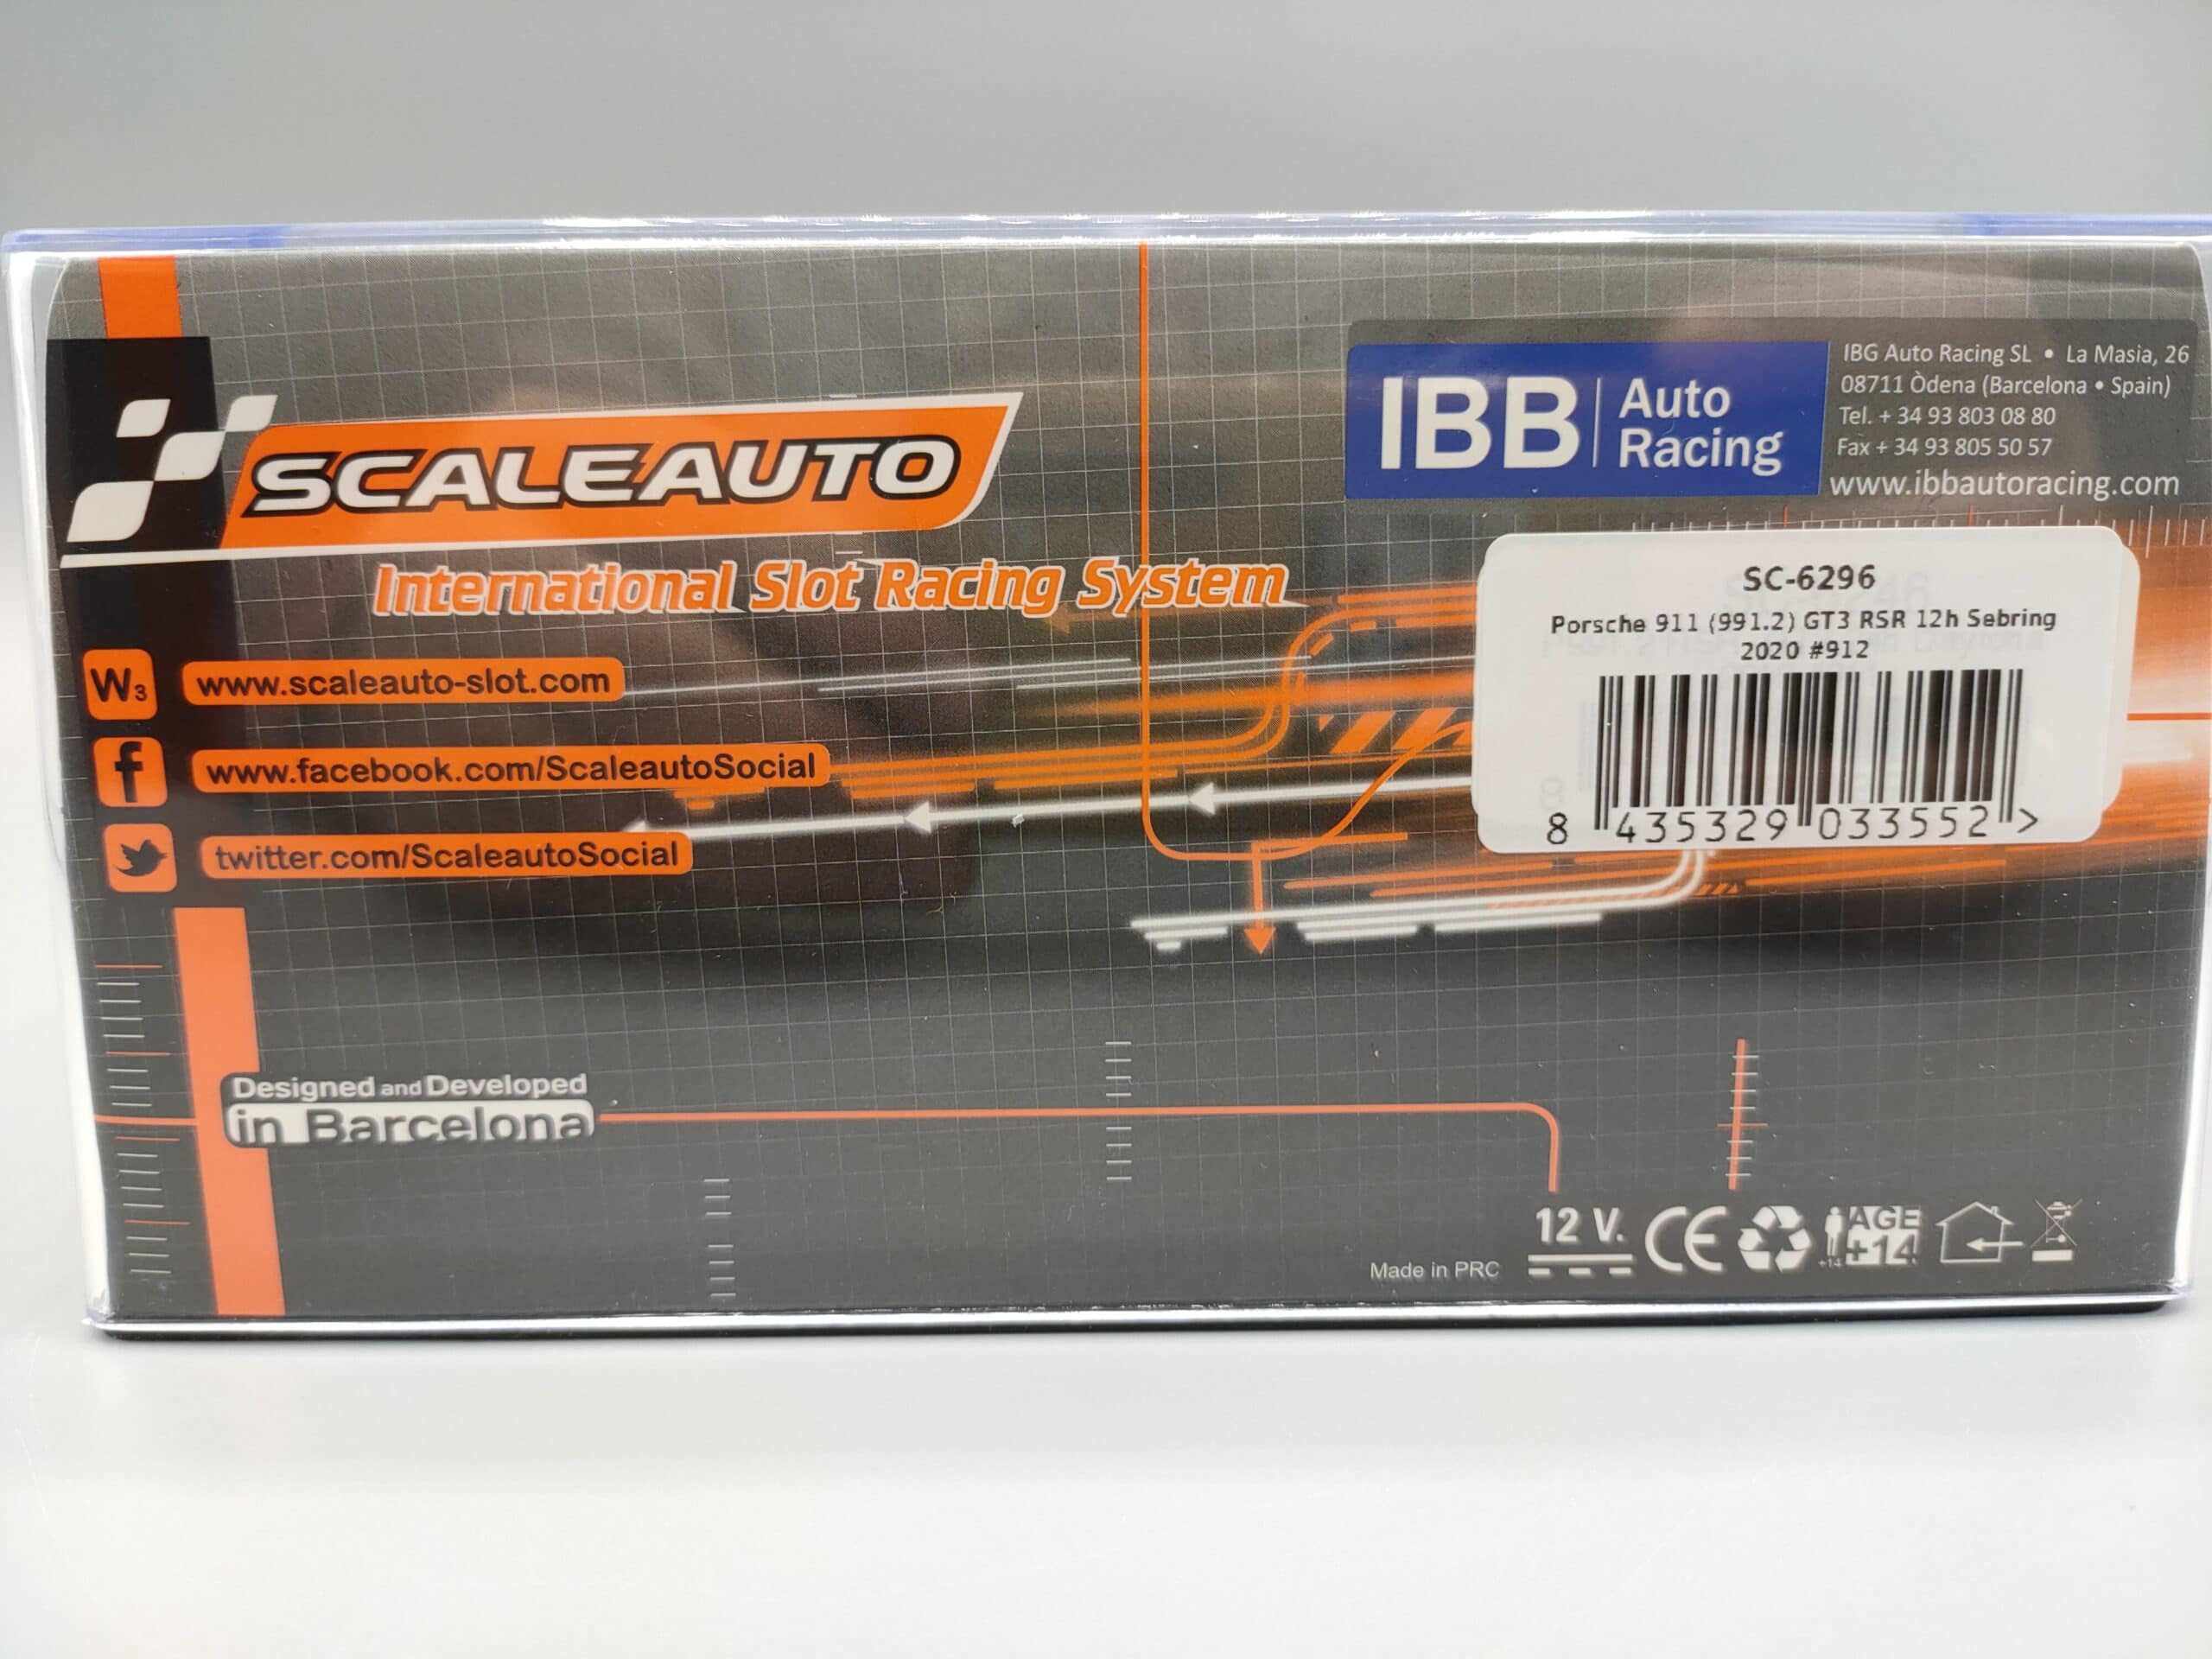 SCALEAUTO
International Slot Racing System
W3 www.scaleauto-slot.com
f www.facebook.com/ScaleautoSocial
twitter.com/ScaleautoSocial
Designed and Developed
in Barcelona
IBB Auto
Racing
IBG Auto Racing SL • La Masia, 26
08711 Òdena (Barcelona • Spain)
Tel. + 34 93 803 08 80
Fax + 34 93 805 50 57
www.ibbautoracing.com
SC-6296
Porsche 911 (991.2) GT3 RSR 12h Sebring
2020 #912
8 435329 033552 >
Made in PRC
12 V.
CE
+14
AGE
+14